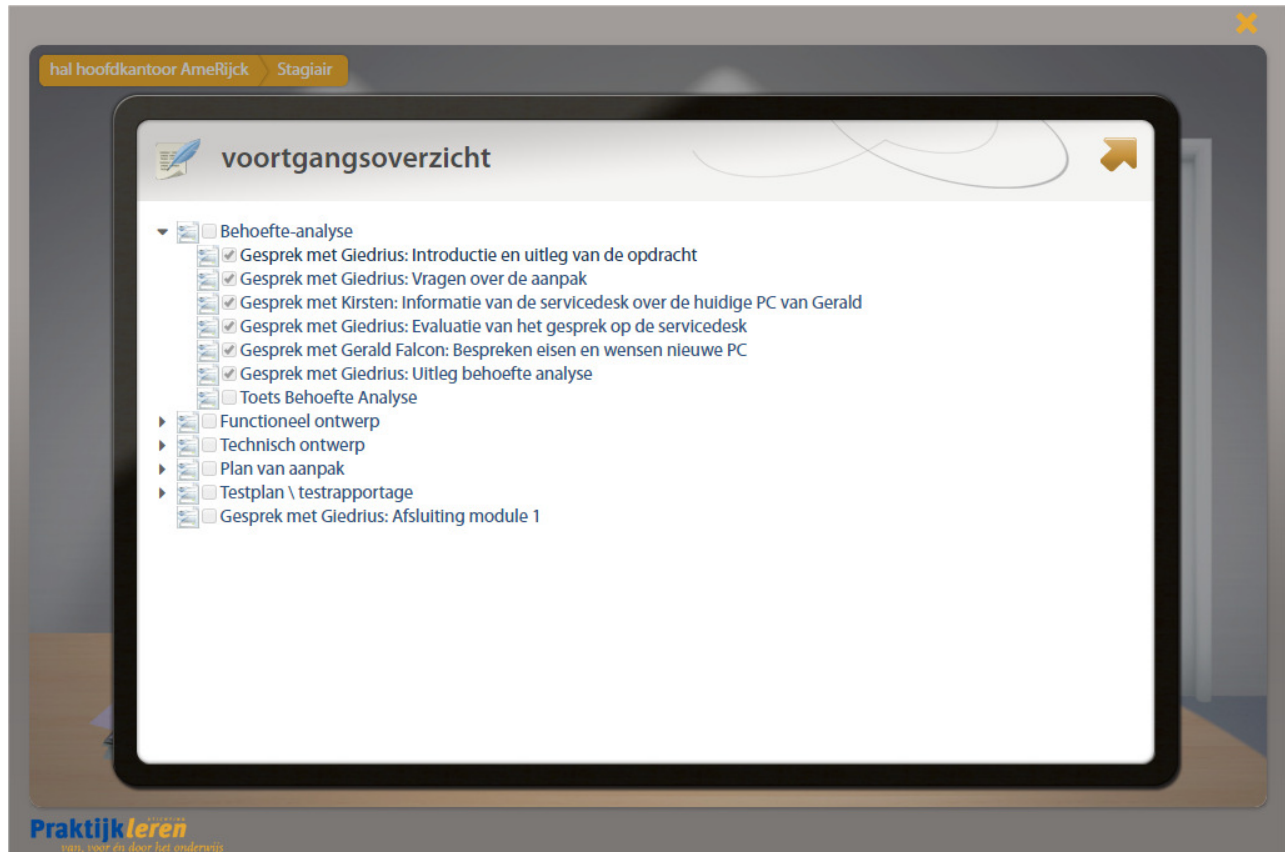 hal hoofdkantoor AmeRijck
Stagiair
voortgangsoverzicht
Behoefte-analyse
Gesprek met Giedrius: Introductie en uitleg van de opdracht
Gesprek met Giedrius: Vragen over de aanpak
Gesprek met Kirsten: Informatie van de servicedesk over de huidige PC van Gerald
Gesprek met Giedrius: Evaluatie van het gesprek op de servicedesk
Gesprek met Gerald Falcon: Bespreken eisen en wensen nieuwe PC
Gesprek met Giedrius: Uitleg behoefte analyse
Toets Behoefte Analyse
Functioneel ontwerp
Technisch ontwerp
Plan van aanpak
Testplan \ testrapportage
Gesprek met Giedrius: Afsluiting module 1
STICHTING
Praktijkleren
van, voor én door het onderwijs